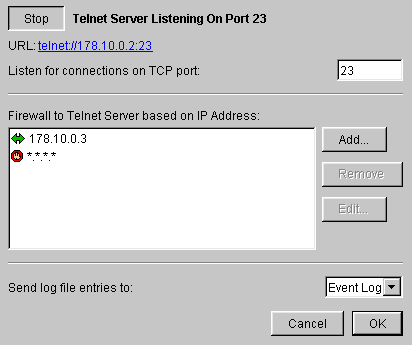 Stop Telnet Server Listening On Port 23
URL: telnet://178.10.0.2:23
Listen for connections on TCP port: 23
Firewall to Telnet Server based on IP Address:
178.10.0.3
*.*.*.*
Add...
Remove
Edit...
Send log file entries to: Event Log
Cancel OK